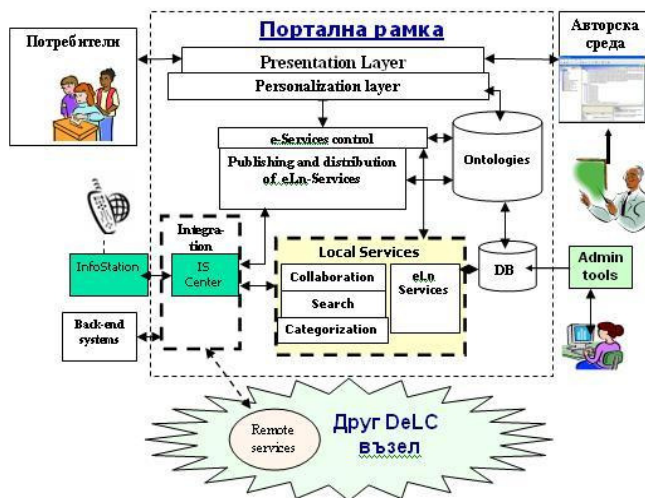 Портална рамка
Потребители
Авторска
среда
Presentation Layer
Personalization layer
e-Services control
Publishing and distribution
of eLn-Services
Ontologies
Integra-
tion
IS
Center
InfoStation
Back-end
systems
Local Services
Collaboration
Search
Categorization
eLn
Services
DB
Admin
tools
Remote
services
Друг DeLC
възел